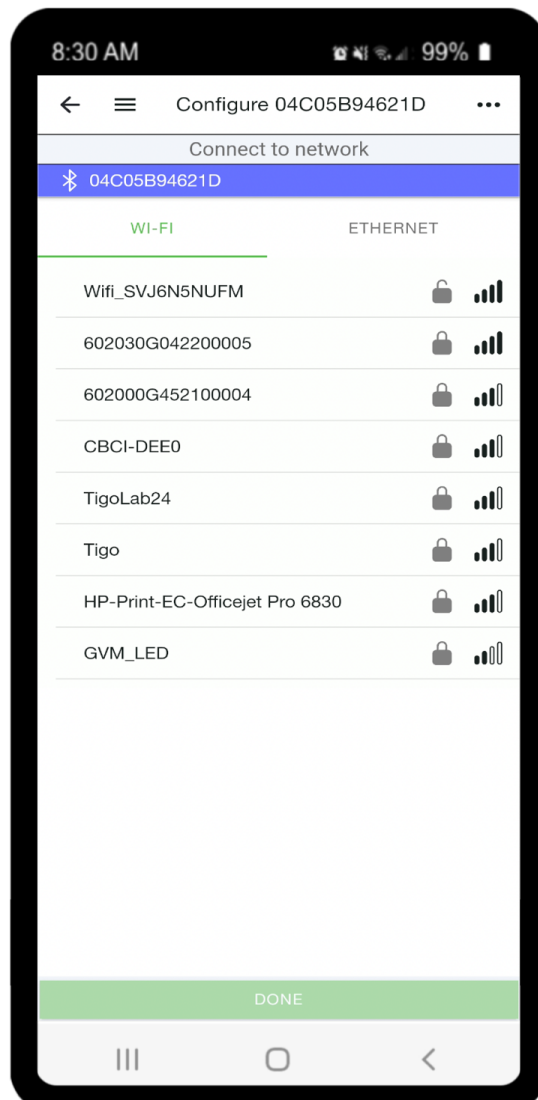 8:30 AM 99%
Configure 04C05B94621D
Connect to network
04C05B94621D
WI-FI ETHERNET
Wifi_SVJ6N5NUFM
602030G042200005
602000G452100004
CBCI-DEE0
TigoLab24
Tigo
HP-Print-EC-Officejet Pro 6830
GVM_LED
DONE